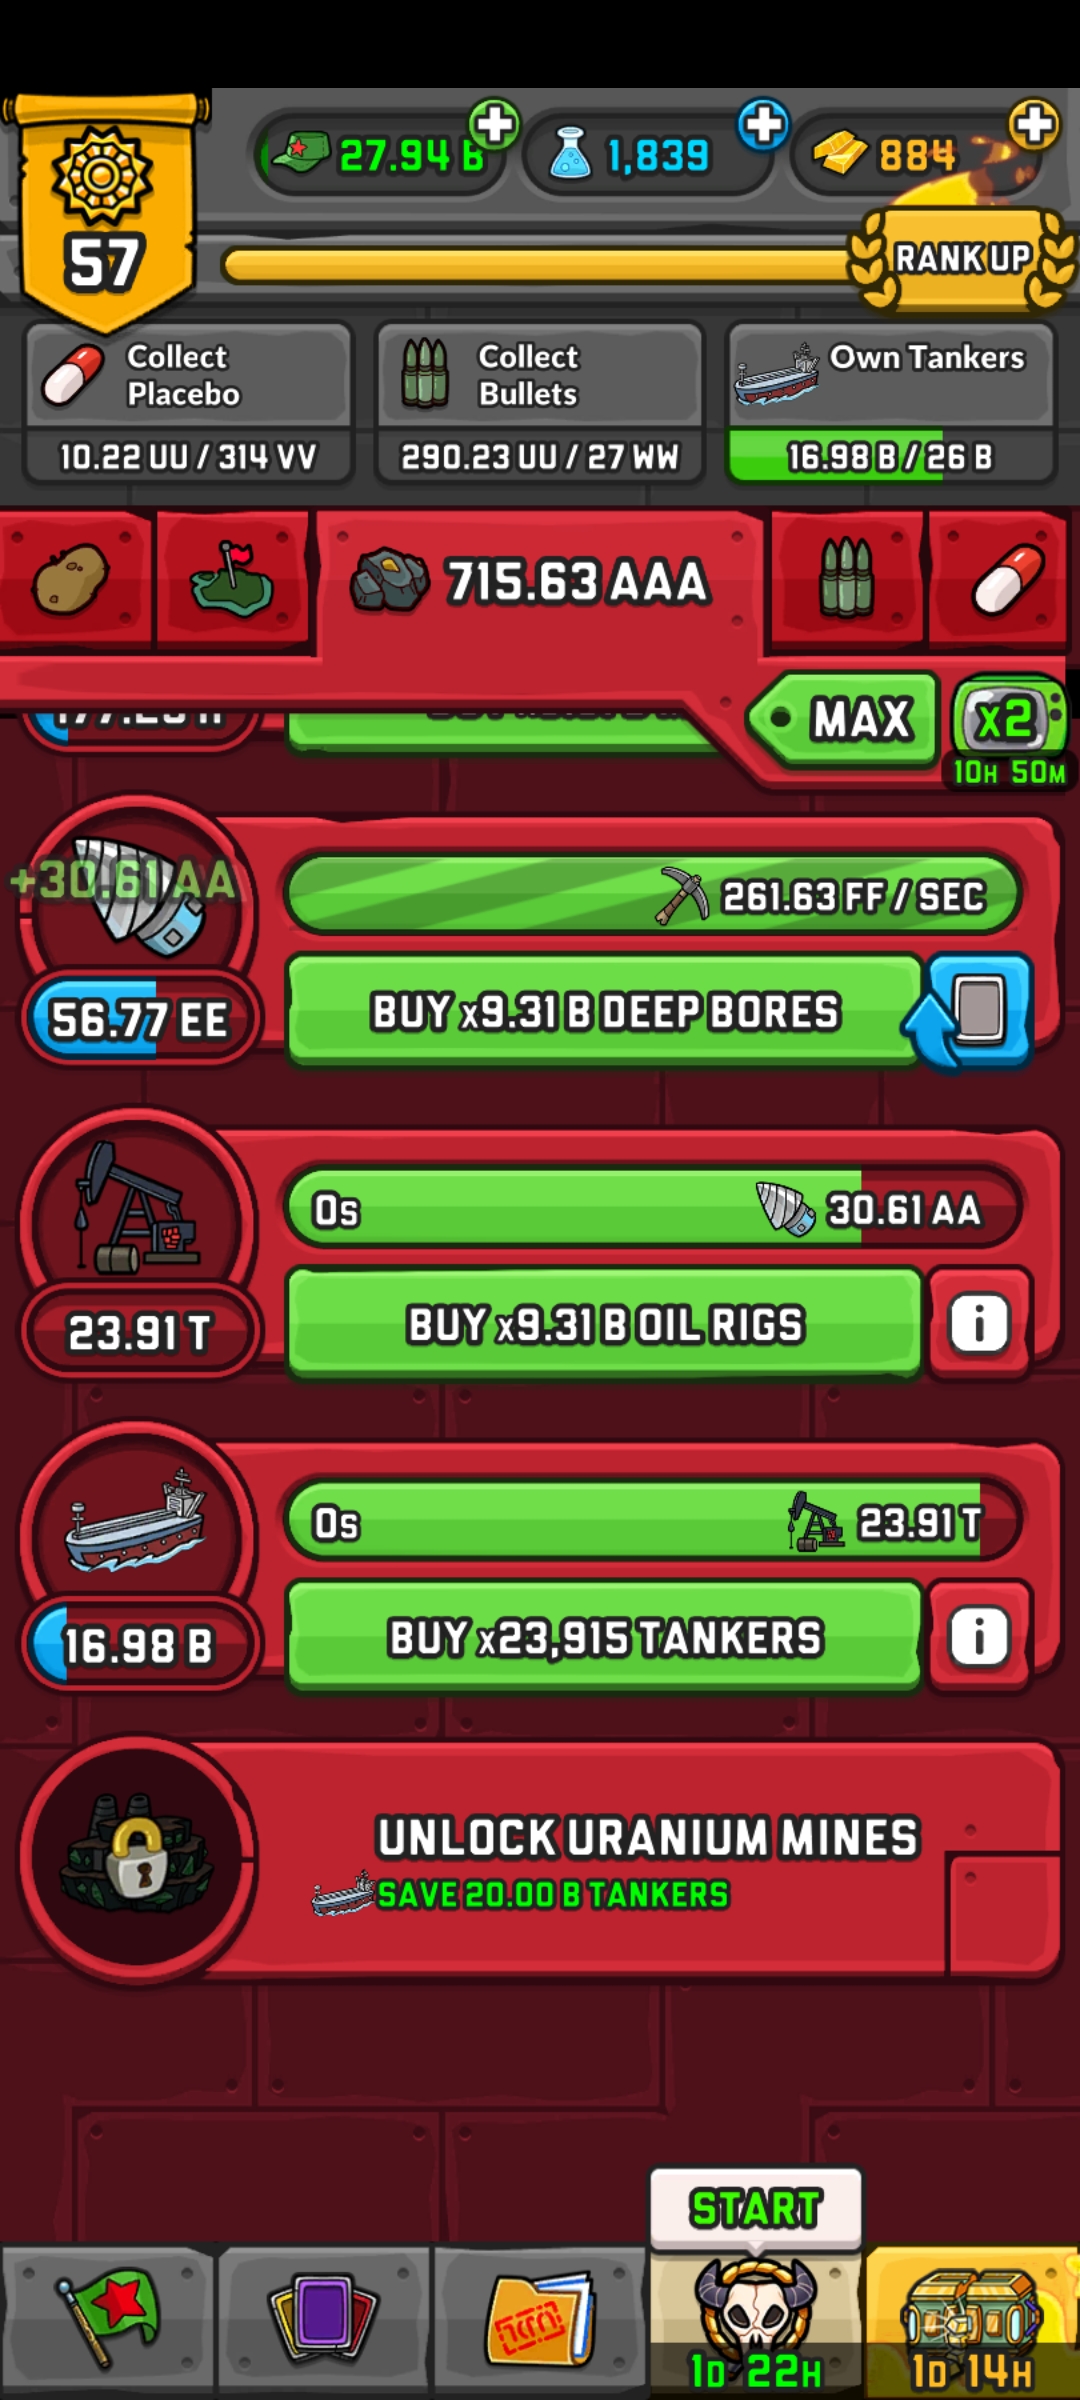 27.94 B
1,839
884
57
RANK UP
Collect
Placebo
10.22 UU / 314 VV
Collect
Bullets
290.23 UU / 27 WW
Own Tankers
16.98 B / 26 B
715.63 AAA
MAX
x2
10H 50M
+30.61 AA
261.63 FF / SEC
56.77 EE
BUY x9.31 B DEEP BORES
0s
30.61 AA
23.91 T
BUY x9.31 B OIL RIGS
i
0s
23.91 T
16.98 B
BUY x23,915 TANKERS
i
UNLOCK URANIUM MINES
SAVE 20.00 B TANKERS
START
1D 22H
1D 14H